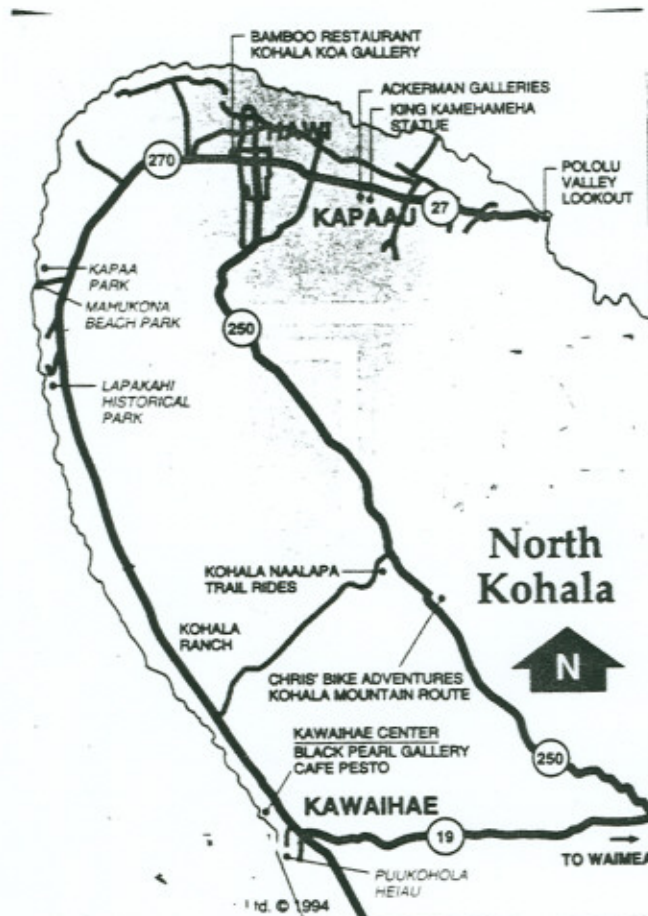 BAMBOO RESTAURANT
KOHALA KOA GALLERY
ACKERMAN GALLERIES
KING KAMEHAMEHA
STATUE
HAWI
270
POLOLU
VALLEY
LOOKOUT
KAPAAU
27
KAPAA
PARK
MAHUKONA
BEACH PARK
250
LAPAKAHI
HISTORICAL
PARK
North
Kohala
KOHALA NAALAPA
TRAIL RIDES
KOHALA
RANCH
N
CHRIS' BIKE ADVENTURES
KOHALA MOUNTAIN ROUTE
KAWAIHAE CENTER
BLACK PEARL GALLERY
CAFE PESTO
250
KAWAIHAE
19
TO WAIMEA
PUUKOHOLA
HEIAU
td. © 1994